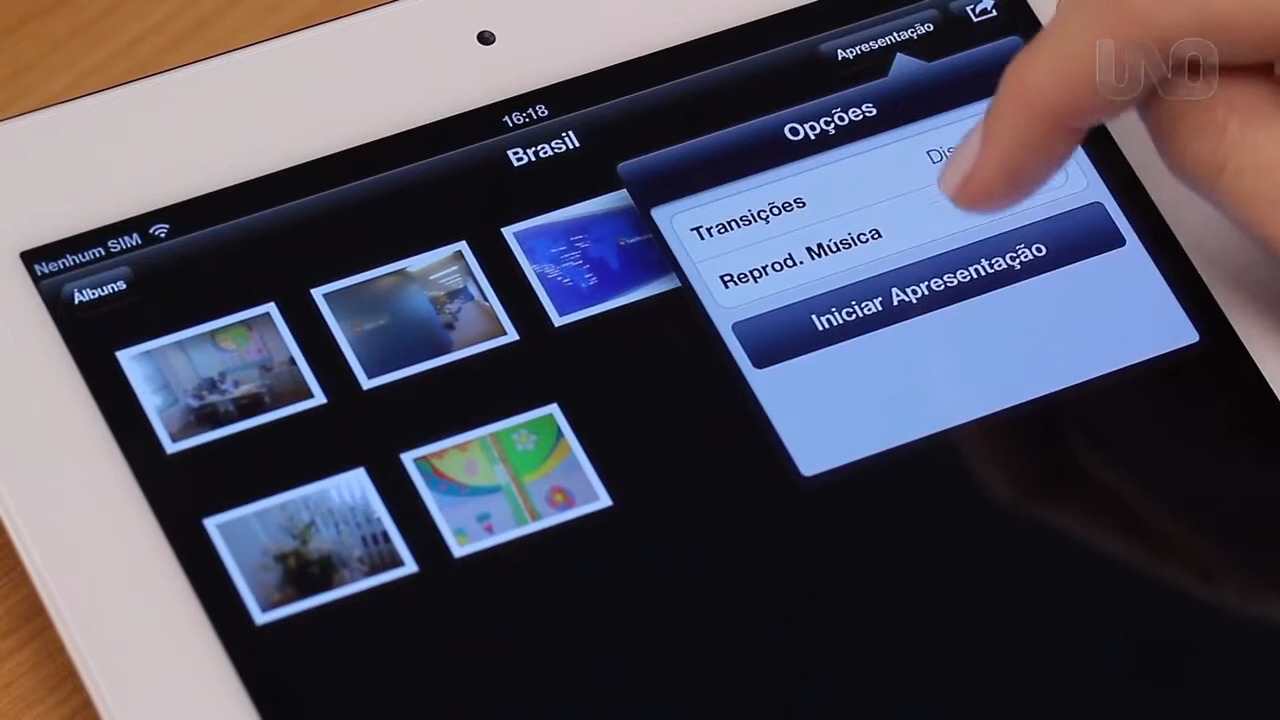 UNO
Apresentação
16:18
Brasil
Nenhum SIM
Álbuns
Opções
Transições
Reprod. Música
Iniciar Apresentação